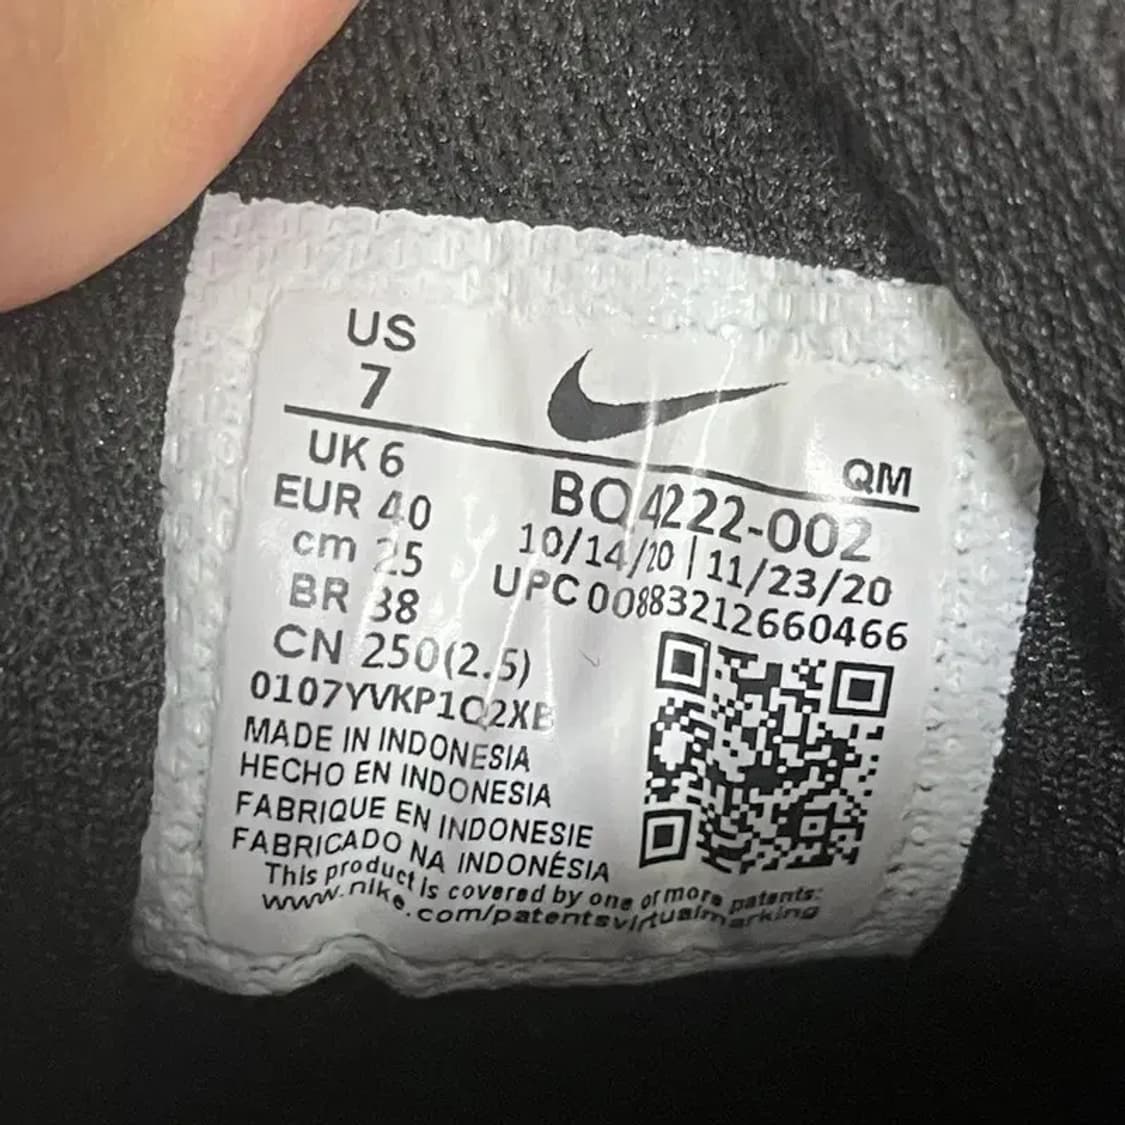 US
7
UK 6
EUR 40
cm 25
BR 38
CN 250(2.5)
QM
BQ4222-002
10/14/20 | 11/23/20
UPC 00883212660466
MADE IN INDONESIA
HECHO EN INDONESIA
FABRIQUE EN INDONESIE
FABRICADO NA INDONÉSIA
This product is covered by one or more patents:
www.nike.com/patentsvirtualmarking